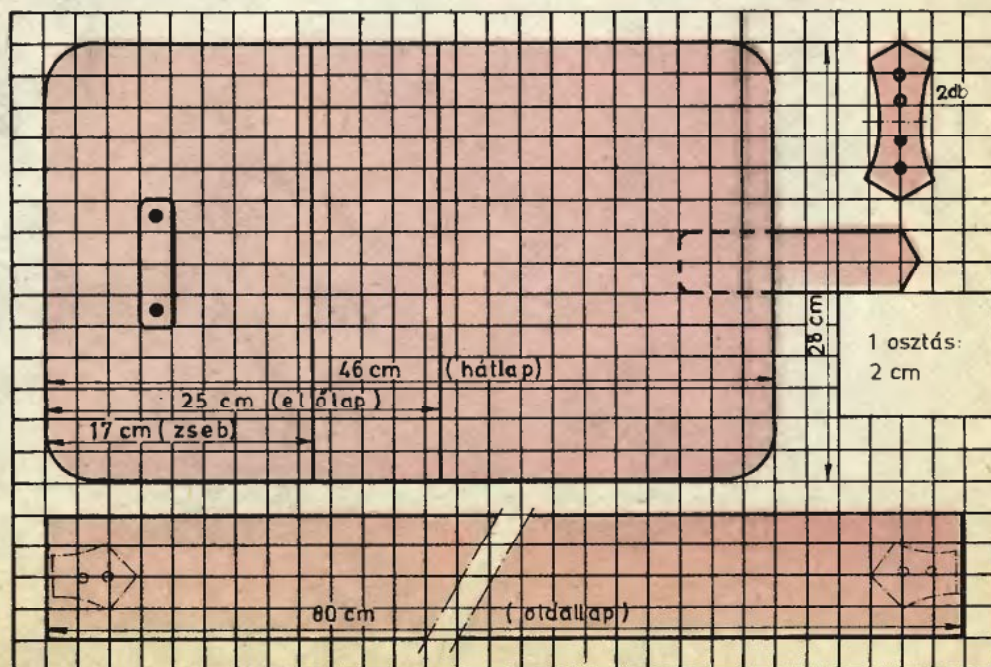 2db
28 cm
1 osztás:
2 cm
46 cm (hátlap)
25 cm (előlap)
17 cm (zseb)
80 cm (oldallap)